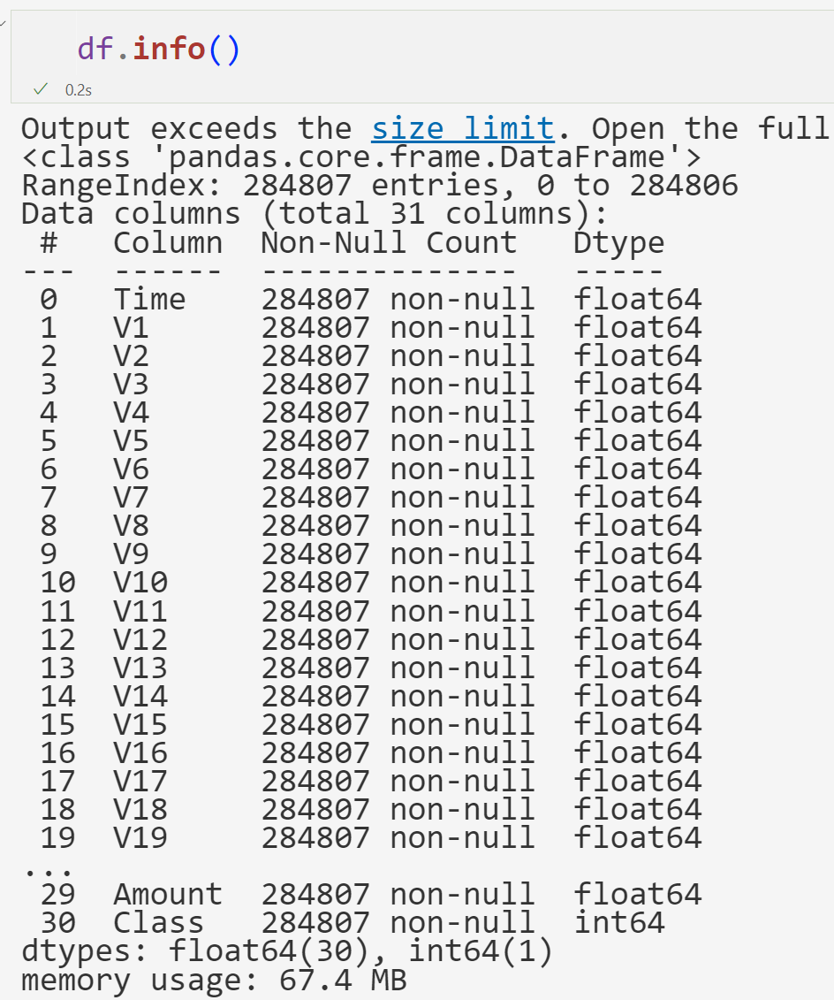 df.info()
0.2s
Output exceeds the size limit. Open the full
<class 'pandas.core.frame.DataFrame'>
RangeIndex: 284807 entries, 0 to 284806
Data columns (total 31 columns):
 #   Column  Non-Null Count   Dtype
---  ------  --------------   -----
 0   Time    284807 non-null  float64
 1   V1      284807 non-null  float64
 2   V2      284807 non-null  float64
 3   V3      284807 non-null  float64
 4   V4      284807 non-null  float64
 5   V5      284807 non-null  float64
 6   V6      284807 non-null  float64
 7   V7      284807 non-null  float64
 8   V8      284807 non-null  float64
 9   V9      284807 non-null  float64
 10  V10     284807 non-null  float64
 11  V11     284807 non-null  float64
 12  V12     284807 non-null  float64
 13  V13     284807 non-null  float64
 14  V14     284807 non-null  float64
 15  V15     284807 non-null  float64
 16  V16     284807 non-null  float64
 17  V17     284807 non-null  float64
 18  V18     284807 non-null  float64
 19  V19     284807 non-null  float64
...
 29  Amount  284807 non-null  float64
 30  Class   284807 non-null  int64
dtypes: float64(30), int64(1)
memory usage: 67.4 MB